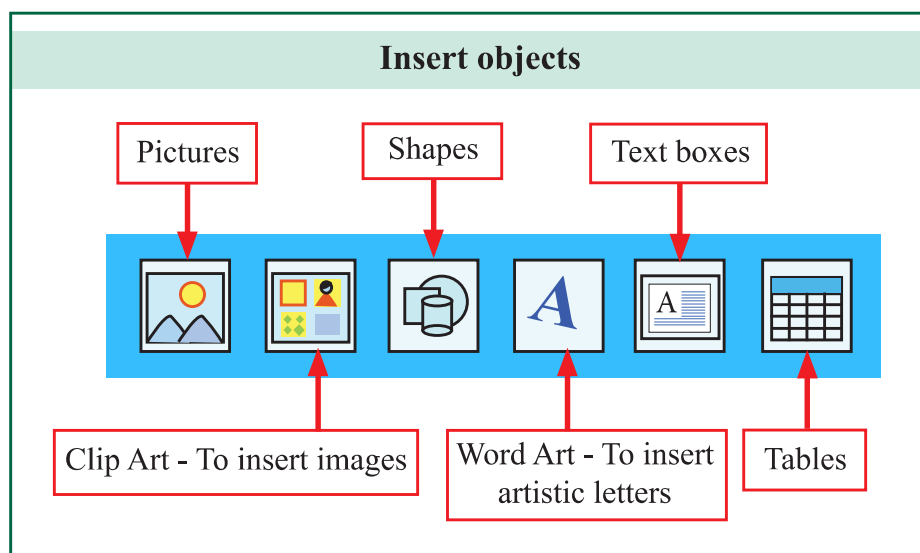 Insert objects
Pictures
Shapes
Text boxes
A
A
Clip Art - To insert images
Word Art - To insert
artistic letters
Tables